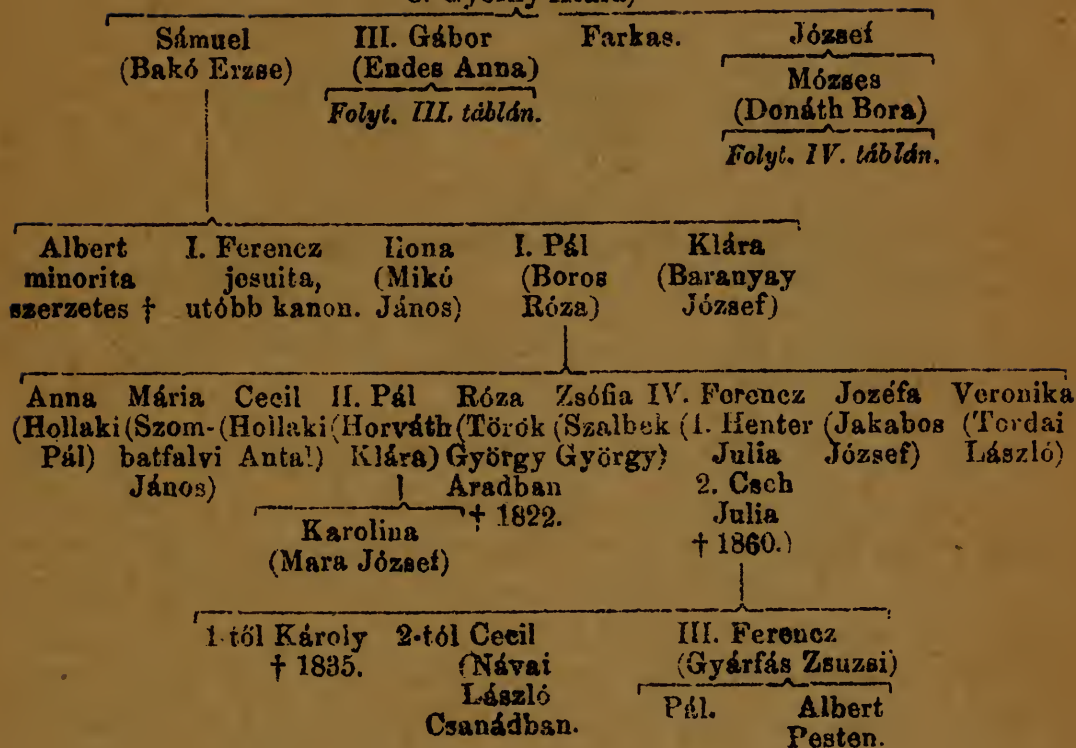 Sámuel III. Gábor Farkas. József
(Bakó Erzse) (Endes Anna)
Mózses
Folyt. III. táblán. (Donáth Bora)
Folyt. IV. táblán.
Albert I. Ferencz Ilona I. Pál Klára
minorita jesuita, (Mikó (Boros (Baranyay
szerzetes † utóbb kanon. János) Róza) József)
Anna Mária Cecil II. Pál Róza Zsófia IV. Ferencz Jozéfa Veronika
(Hollaki (Szom- (Hollaki (Horváth (Török (Szalbek (1. Henter (Jakabos (Tordai
Pál) batfalvi Antal) Klára) György György) Julia József) László)
János) Aradban 2. Cseh
† 1822. Julia
Karolina † 1860.)
(Mara József)
1-től Károly 2-tól Cecil III. Ferencz
† 1835. (Návai (Gyárfás Zsuzsi)
László Pál. Albert
Csanádban. Pesten.